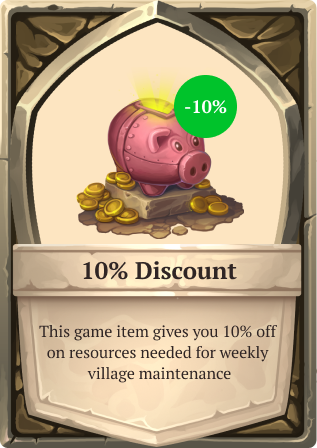 -10%
10% Discount
This game item gives you 10% off
on resources needed for weekly
village maintenance